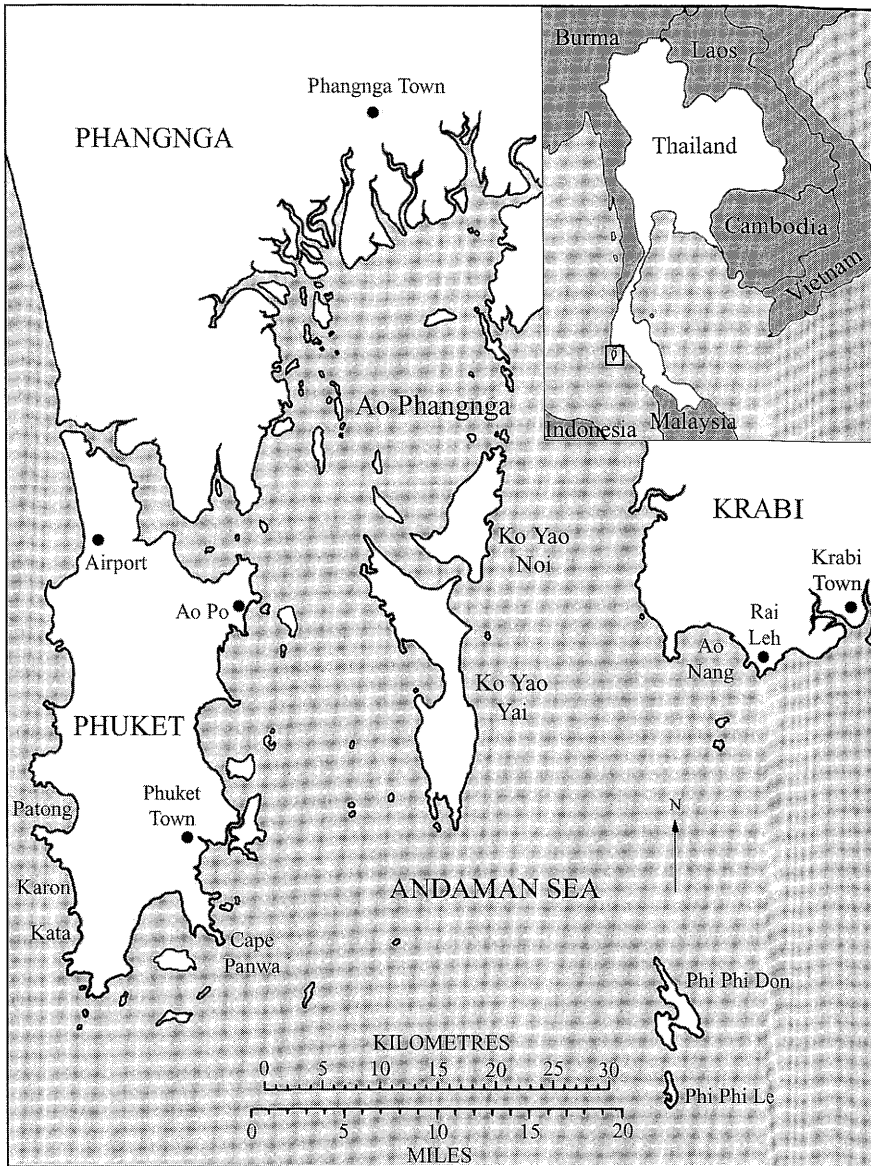 Burma
Laos
Thailand
Cambodia
Vietnam
Indonesia
Malaysia
Phangnga Town
PHANGNGA
Ao Phangnga
Airport
Ao Po
Ko Yao
Noi
KRABI
Krabi
Town
Rai
Leh
Ao
Nang
Ko Yao
Yai
PHUKET
Patong
Phuket
Town
Karon
Kata
Cape
Panwa
N
ANDAMAN SEA
Phi Phi Don
Phi Phi Le
KILOMETRES
0 5 10 15 20 25 30
0 5 10 15 20
MILES